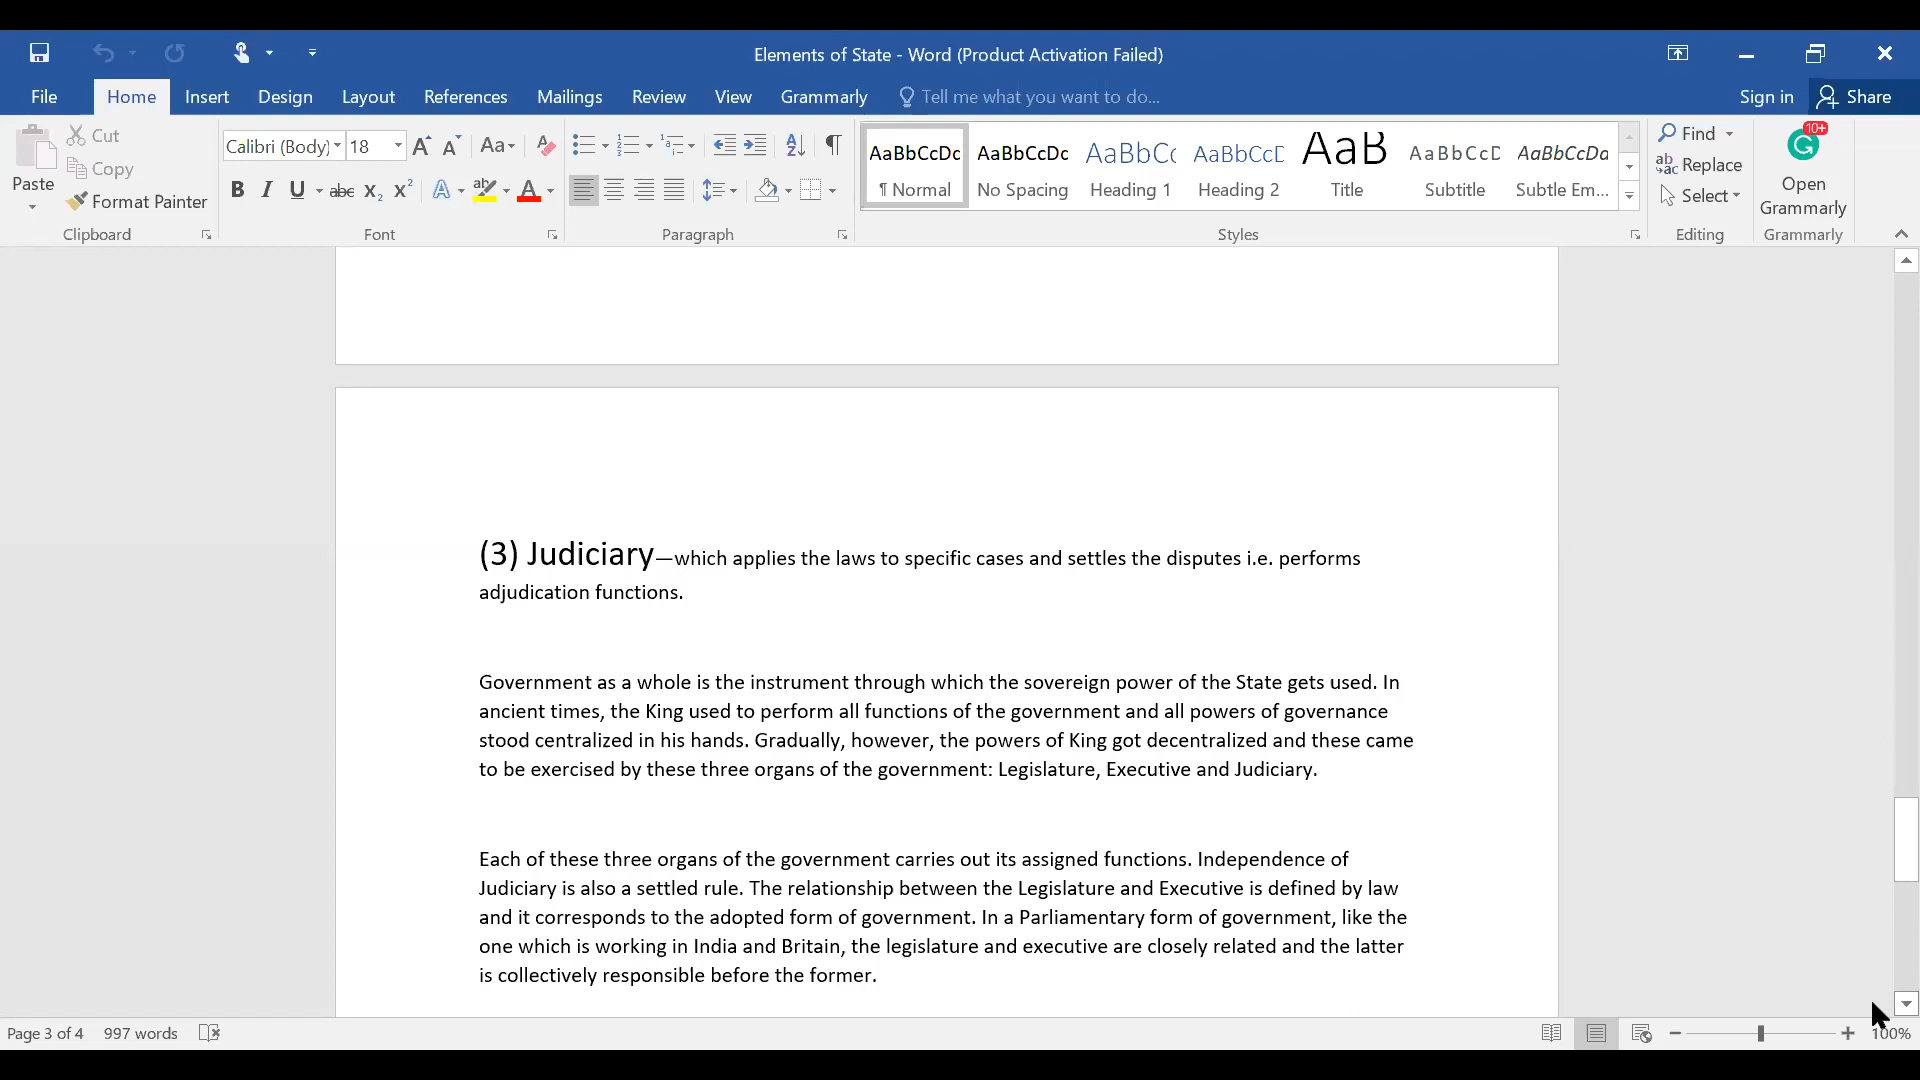 Elements of State - Word (Product Activation Failed)
File Home Insert Design Layout References Mailings Review View Grammarly Tell me what you want to do... Sign in Share
Paste
Cut
Copy
Format Painter
Clipboard
Calibri (Body) 18
Aa
B I U abc X₂ X² A ab A
Font
Paragraph
AaBbCcDc AaBbCcDc AaBbCc AaBbCcD AaB AaBbCcD AaBbCcDa
¶ Normal No Spacing Heading 1 Heading 2 Title Subtitle Subtle Em...
Styles
Find
Replace
Select
Editing
10+
Open
Grammarly
Grammarly
(3) Judiciary—which applies the laws to specific cases and settles the disputes i.e. performs
adjudication functions.
Government as a whole is the instrument through which the sovereign power of the State gets used. In
ancient times, the King used to perform all functions of the government and all powers of governance
stood centralized in his hands. Gradually, however, the powers of King got decentralized and these came
to be exercised by these three organs of the government: Legislature, Executive and Judiciary.
Each of these three organs of the government carries out its assigned functions. Independence of
Judiciary is also a settled rule. The relationship between the Legislature and Executive is defined by law
and it corresponds to the adopted form of government. In a Parliamentary form of government, like the
one which is working in India and Britain, the legislature and executive are closely related and the latter
is collectively responsible before the former.
Page 3 of 4 997 words 100%